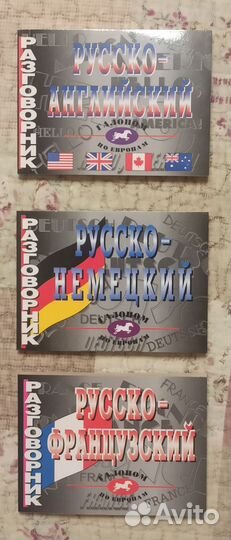 РАЗГОВОРНИК
РУССКО-
АНГЛИЙСКИЙ
ГАЛОПОМ
ПО ЕВРОПАМ
РАЗГОВОРНИК
РУССКО-
НЕМЕЦКИЙ
ГАЛОПОМ
ПО ЕВРОПАМ
РАЗГОВОРНИК
РУССКО-
ФРАНЦУЗСКИЙ
ГАЛОПОМ
ПО ЕВРОПАМ
Avito